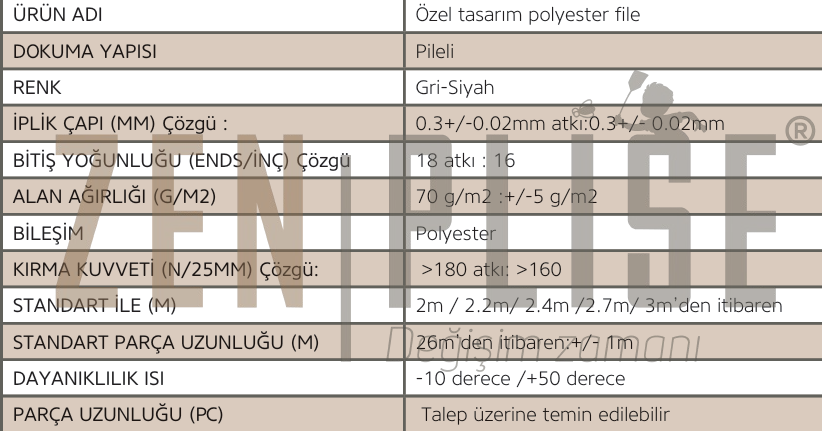 ÜRÜN ADI Özel tasarım polyester file
DOKUMA YAPISI Pileli
RENK Gri-Siyah
İPLİK ÇAPI (MM) Çözgü : 0.3+/-0.02mm atkı:0.3+/- 0.02mm
BİTİŞ YOĞUNLUĞU (ENDS/İNÇ) Çözgü 18 atkı : 16
ALAN AĞIRLIĞI (G/M2) 70 g/m2 :+/-5 g/m2
BİLEŞİM Polyester
KIRMA KUVVETİ (N/25MM) Çözgü: >180 atkı: >160
STANDART İLE (M) 2m / 2.2m/ 2.4m /2.7m/ 3m'den itibaren
STANDART PARÇA UZUNLUĞU (M) 26m'den itibaren:+/- 1m
DAYANIKLILIK ISI -10 derece /+50 derece
PARÇA UZUNLUĞU (PC) Talep üzerine temin edilebilir
ZEN PLİSE ®
Değişim zamanı